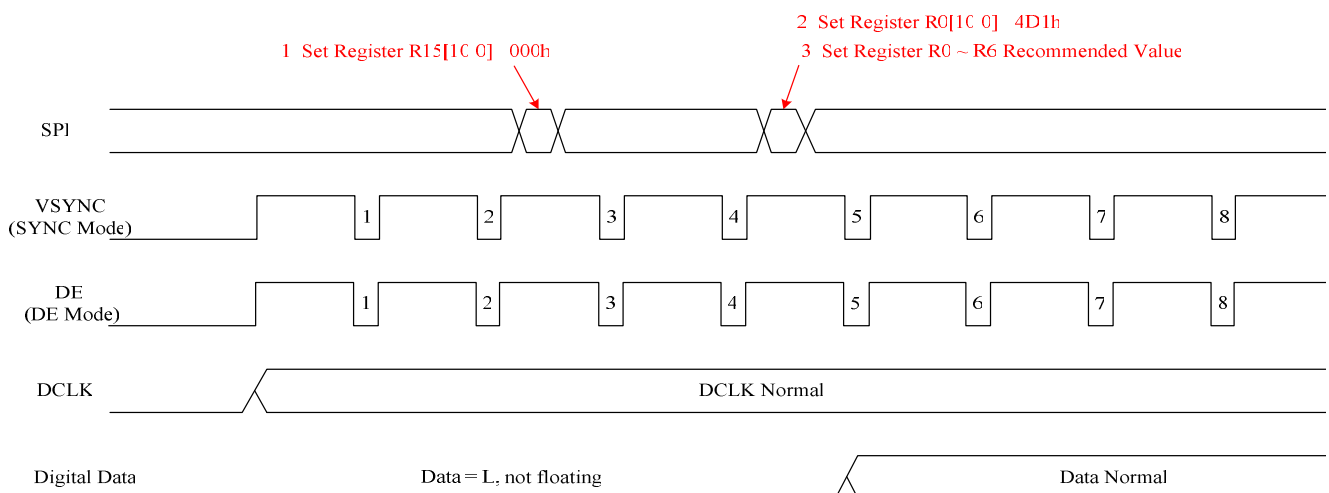 2 Set Register R0[10 0] 4D1h
1 Set Register R15[10 0] 000h
3 Set Register R0 ~ R6 Recommended Value
SPI
VSYNC
(SYNC Mode)
1 2 3 4 5 6 7 8
DE
(DE Mode)
1 2 3 4 5 6 7 8
DCLK
DCLK Normal
Digital Data
Data = L, not floating
Data Normal